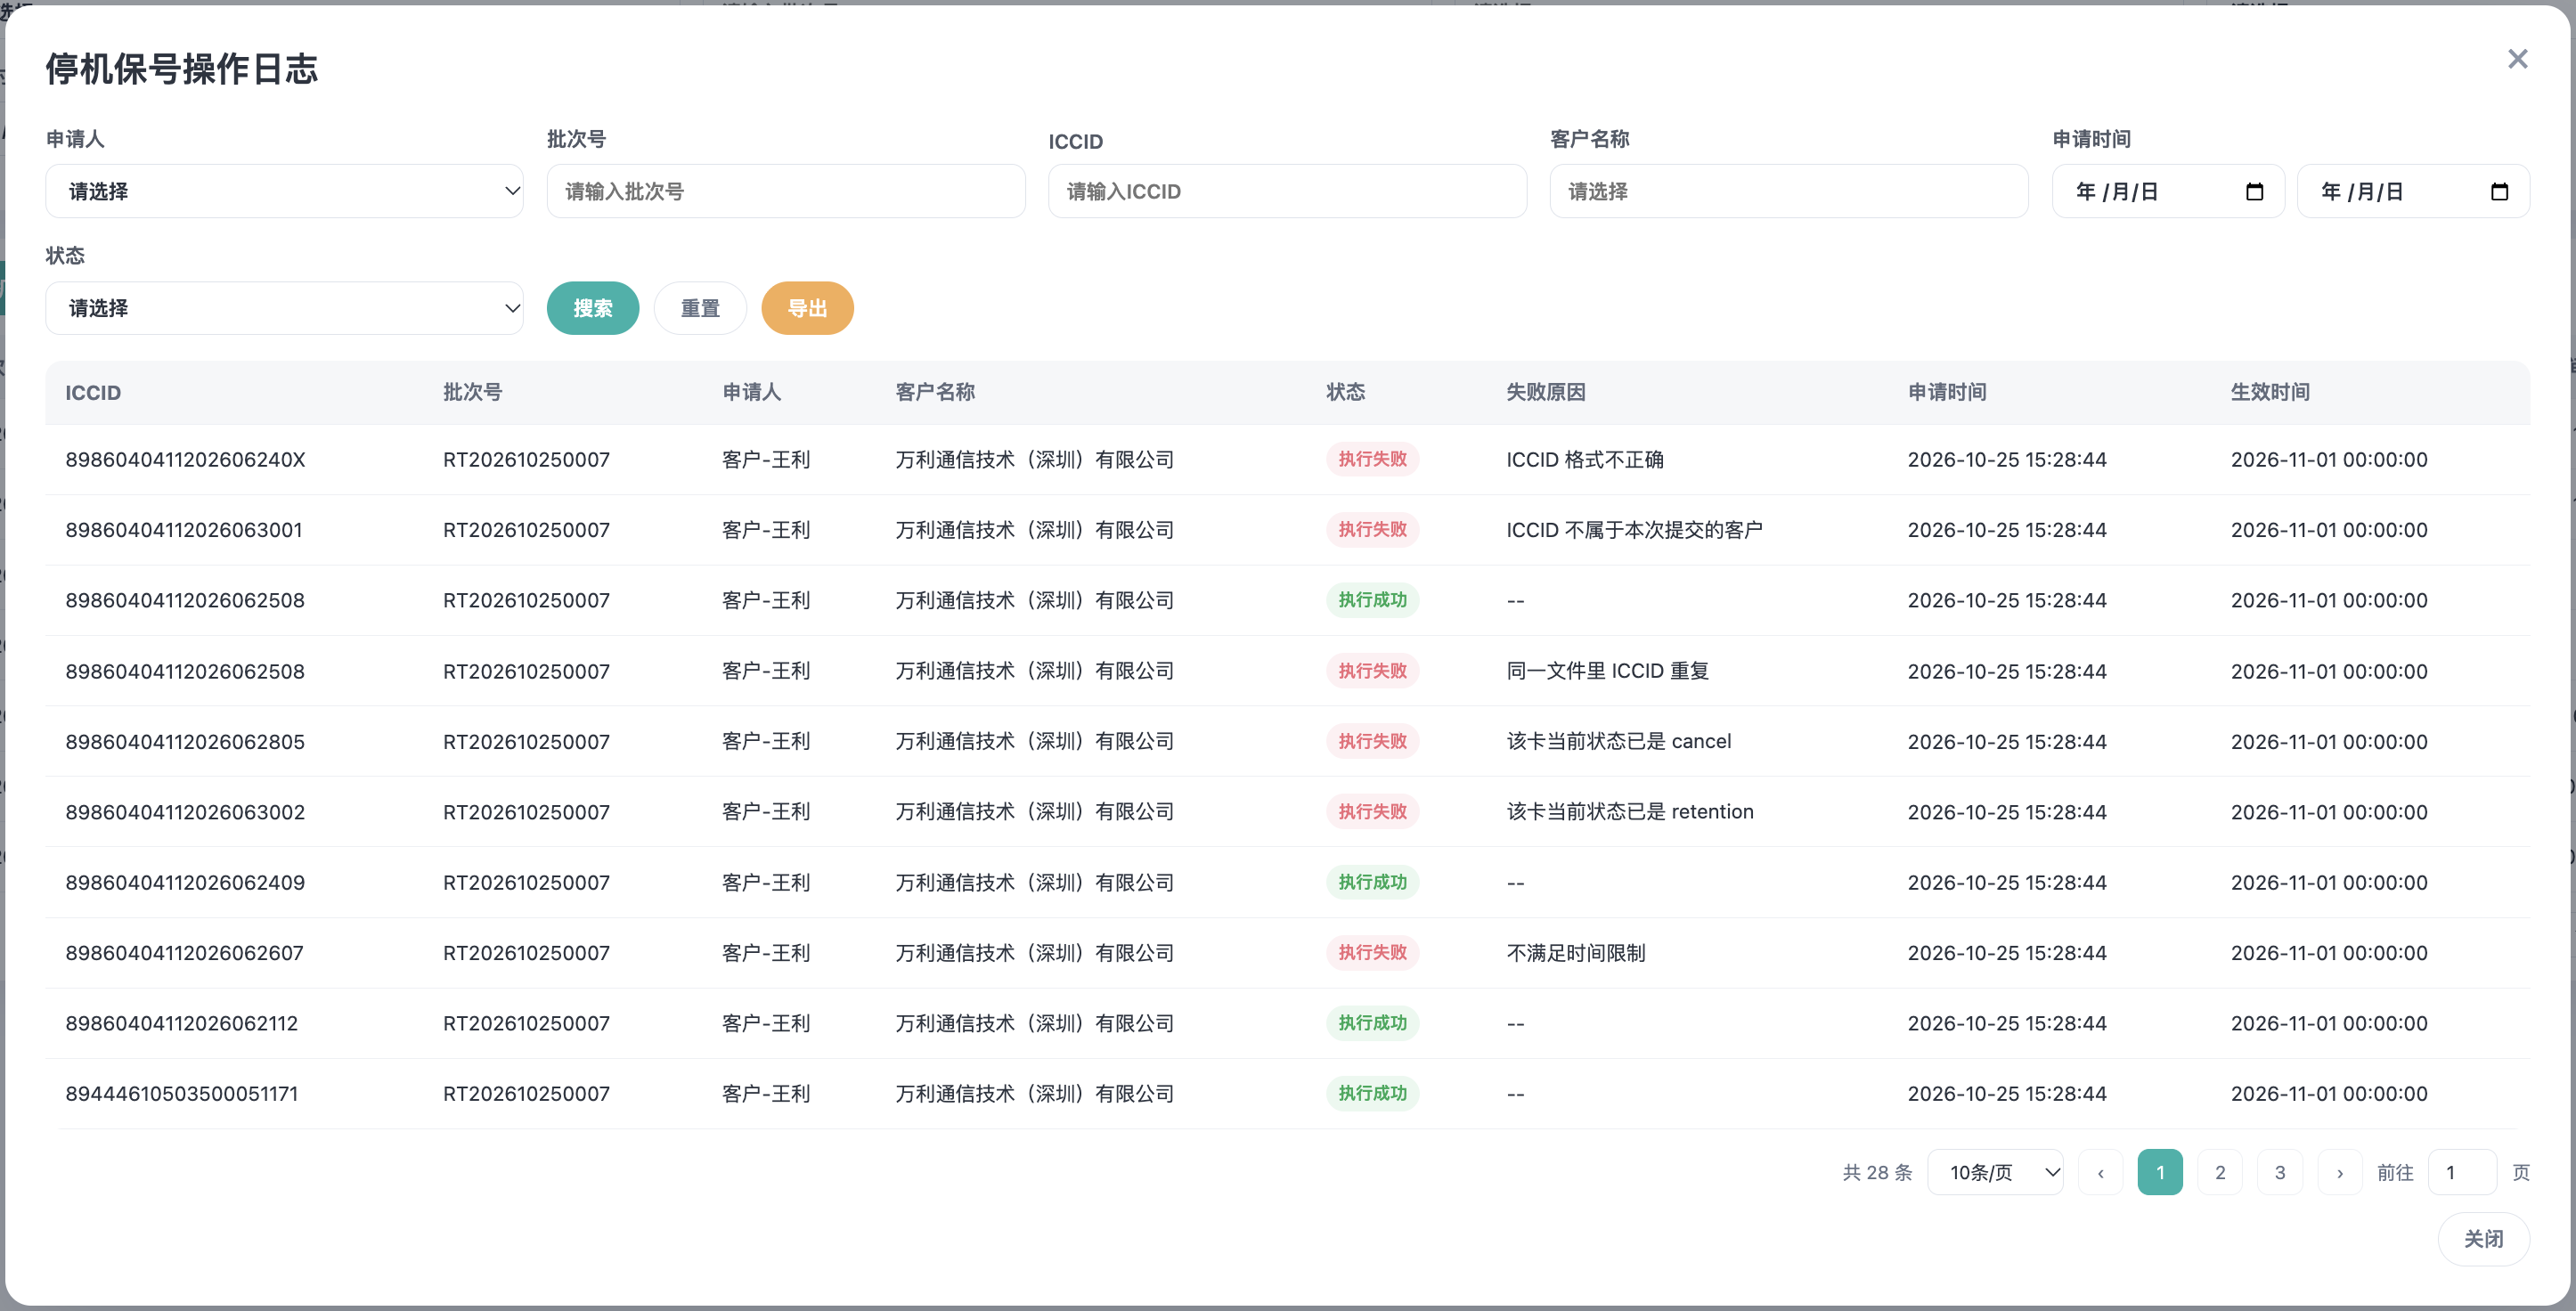 停机保号操作日志
×
申请人 批次号 ICCID 客户名称 申请时间
请选择 请输入批次号 请输入ICCID 请选择 年 /月/日 年 /月/日
状态
请选择 搜索 重置 导出
ICCID 批次号 申请人 客户名称 状态 失败原因 申请时间 生效时间
8986040411202606240X RT202610250007 客户-王利 万利通信技术（深圳）有限公司 执行失败 ICCID 格式不正确 2026-10-25 15:28:44 2026-11-01 00:00:00
89860404112026063001 RT202610250007 客户-王利 万利通信技术（深圳）有限公司 执行失败 ICCID 不属于本次提交的客户 2026-10-25 15:28:44 2026-11-01 00:00:00
89860404112026062508 RT202610250007 客户-王利 万利通信技术（深圳）有限公司 执行成功 -- 2026-10-25 15:28:44 2026-11-01 00:00:00
89860404112026062508 RT202610250007 客户-王利 万利通信技术（深圳）有限公司 执行失败 同一文件里 ICCID 重复 2026-10-25 15:28:44 2026-11-01 00:00:00
89860404112026062805 RT202610250007 客户-王利 万利通信技术（深圳）有限公司 执行失败 该卡当前状态已是 cancel 2026-10-25 15:28:44 2026-11-01 00:00:00
89860404112026063002 RT202610250007 客户-王利 万利通信技术（深圳）有限公司 执行失败 该卡当前状态已是 retention 2026-10-25 15:28:44 2026-11-01 00:00:00
89860404112026062409 RT202610250007 客户-王利 万利通信技术（深圳）有限公司 执行成功 -- 2026-10-25 15:28:44 2026-11-01 00:00:00
89860404112026062607 RT202610250007 客户-王利 万利通信技术（深圳）有限公司 执行失败 不满足时间限制 2026-10-25 15:28:44 2026-11-01 00:00:00
89860404112026062112 RT202610250007 客户-王利 万利通信技术（深圳）有限公司 执行成功 -- 2026-10-25 15:28:44 2026-11-01 00:00:00
89444610503500051171 RT202610250007 客户-王利 万利通信技术（深圳）有限公司 执行成功 -- 2026-10-25 15:28:44 2026-11-01 00:00:00
共 28 条 10条/页 ‹ 1 2 3 › 前往 1 页
关闭